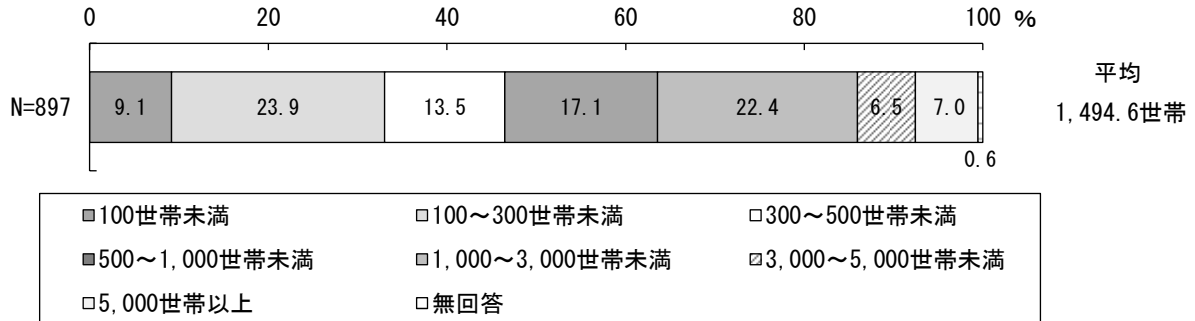 0 20 40 60 80 100 %
N=897 9.1 23.9 13.5 17.1 22.4 6.5 7.0
0.6
平均
1,494.6世帯
100世帯未満 100～300世帯未満 300～500世帯未満
500～1,000世帯未満 1,000～3,000世帯未満 3,000～5,000世帯未満
5,000世帯以上 無回答